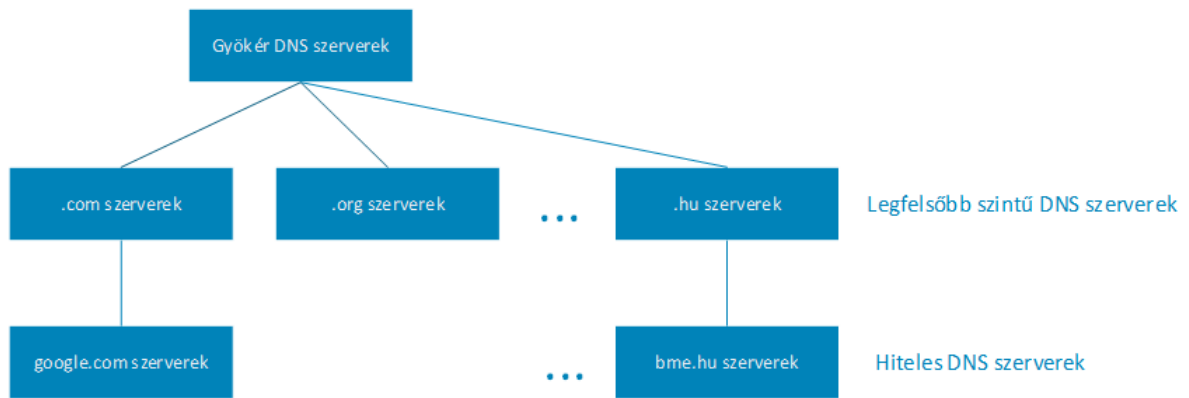 Gyökér DNS szerverek
.com szerverek
.org szerverek
...
.hu szerverek
Legfelsőbb szintű DNS szerverek
google.com szerverek
...
bme.hu szerverek
Hiteles DNS szerverek